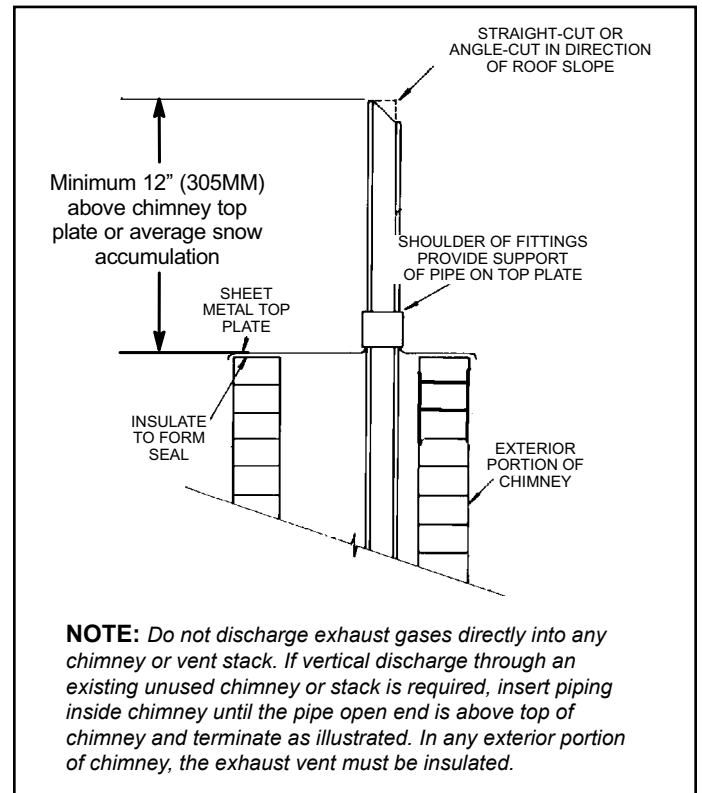 STRAIGHT-CUT OR
ANGLE-CUT IN DIRECTION
OF ROOF SLOPE
Minimum 12” (305MM)
above chimney top
plate or average snow
accumulation
SHOULDER OF FITTINGS
PROVIDE SUPPORT
OF PIPE ON TOP PLATE
SHEET
METAL TOP
PLATE
INSULATE
TO FORM
SEAL
EXTERIOR
PORTION OF
CHIMNEY
NOTE: Do not discharge exhaust gases directly into any
chimney or vent stack. If vertical discharge through an
existing unused chimney or stack is required, insert piping
inside chimney until the pipe open end is above top of
chimney and terminate as illustrated. In any exterior portion
of chimney, the exhaust vent must be insulated.